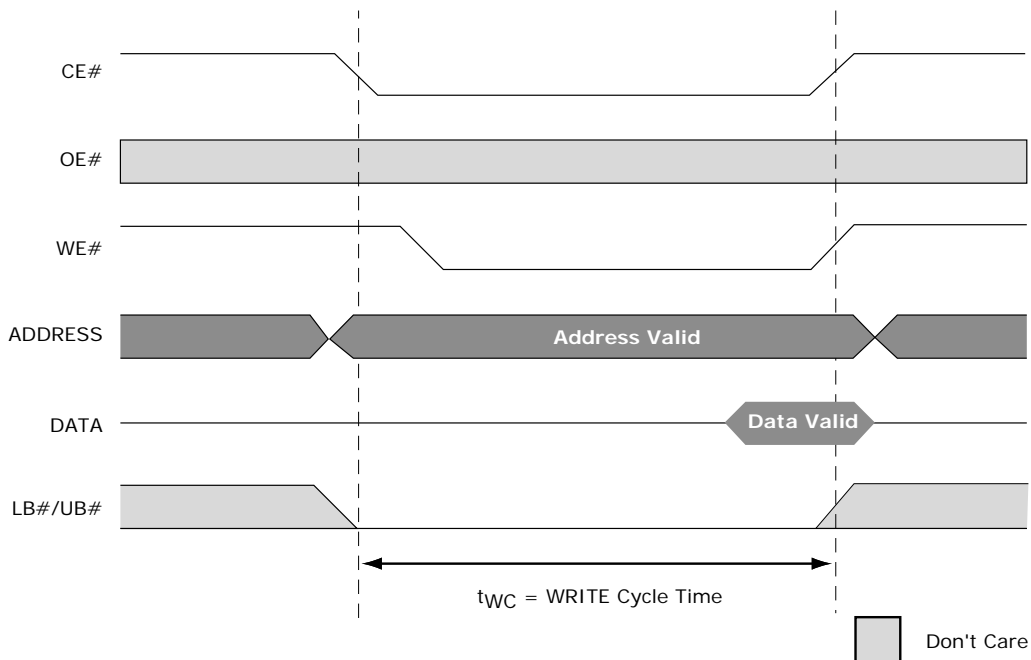 CE#
OE#
WE#
ADDRESS
Address Valid
DATA
Data Valid
LB#/UB#
tWC = WRITE Cycle Time
Don't Care